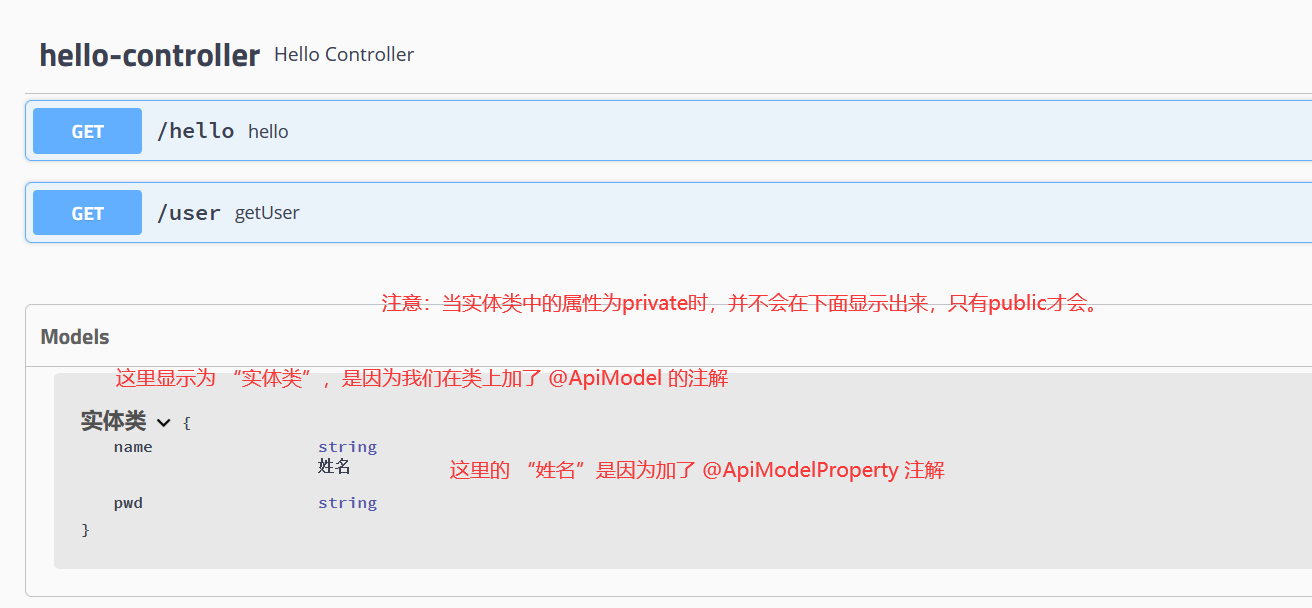 hello-controller Hello Controller
GET /hello hello
GET /user getUser
注意：当实体类中的属性为private时，并不会在下面显示出来，只有public才会。
Models
这里显示为 “实体类”，是因为我们在类上加了 @ApiModel 的注解
实体类 {
name string
姓名
这里的 “姓名”是因为加了 @ApiModelProperty 注解
pwd string
}